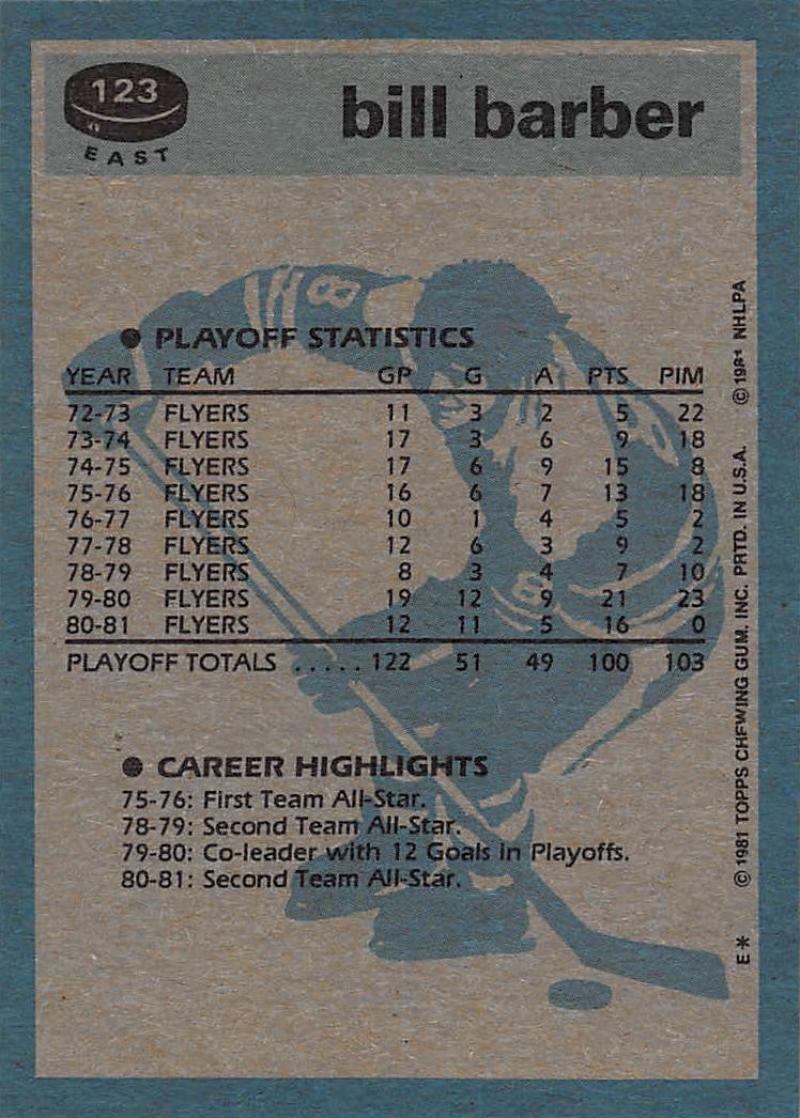 123
EAST
bill barber
● PLAYOFF STATISTICS
YEAR TEAM GP G A PTS PIM
72-73 FLYERS 11 3 2 5 22
73-74 FLYERS 17 3 6 9 18
74-75 FLYERS 17 6 9 15 8
75-76 FLYERS 16 6 7 13 18
76-77 FLYERS 10 1 4 5 2
77-78 FLYERS 12 6 3 9 2
78-79 FLYERS 8 3 4 7 10
79-80 FLYERS 19 12 9 21 23
80-81 FLYERS 12 11 5 16 0
PLAYOFF TOTALS ..... 122 51 49 100 103
● CAREER HIGHLIGHTS
75-76: First Team All-Star.
78-79: Second Team All-Star.
79-80: Co-leader with 12 Goals in Playoffs.
80-81: Second Team All-Star.
E* © 1981 TOPPS CHEWING GUM, INC. PRTD. IN U.S.A. © 1981 NHLPA
8
8